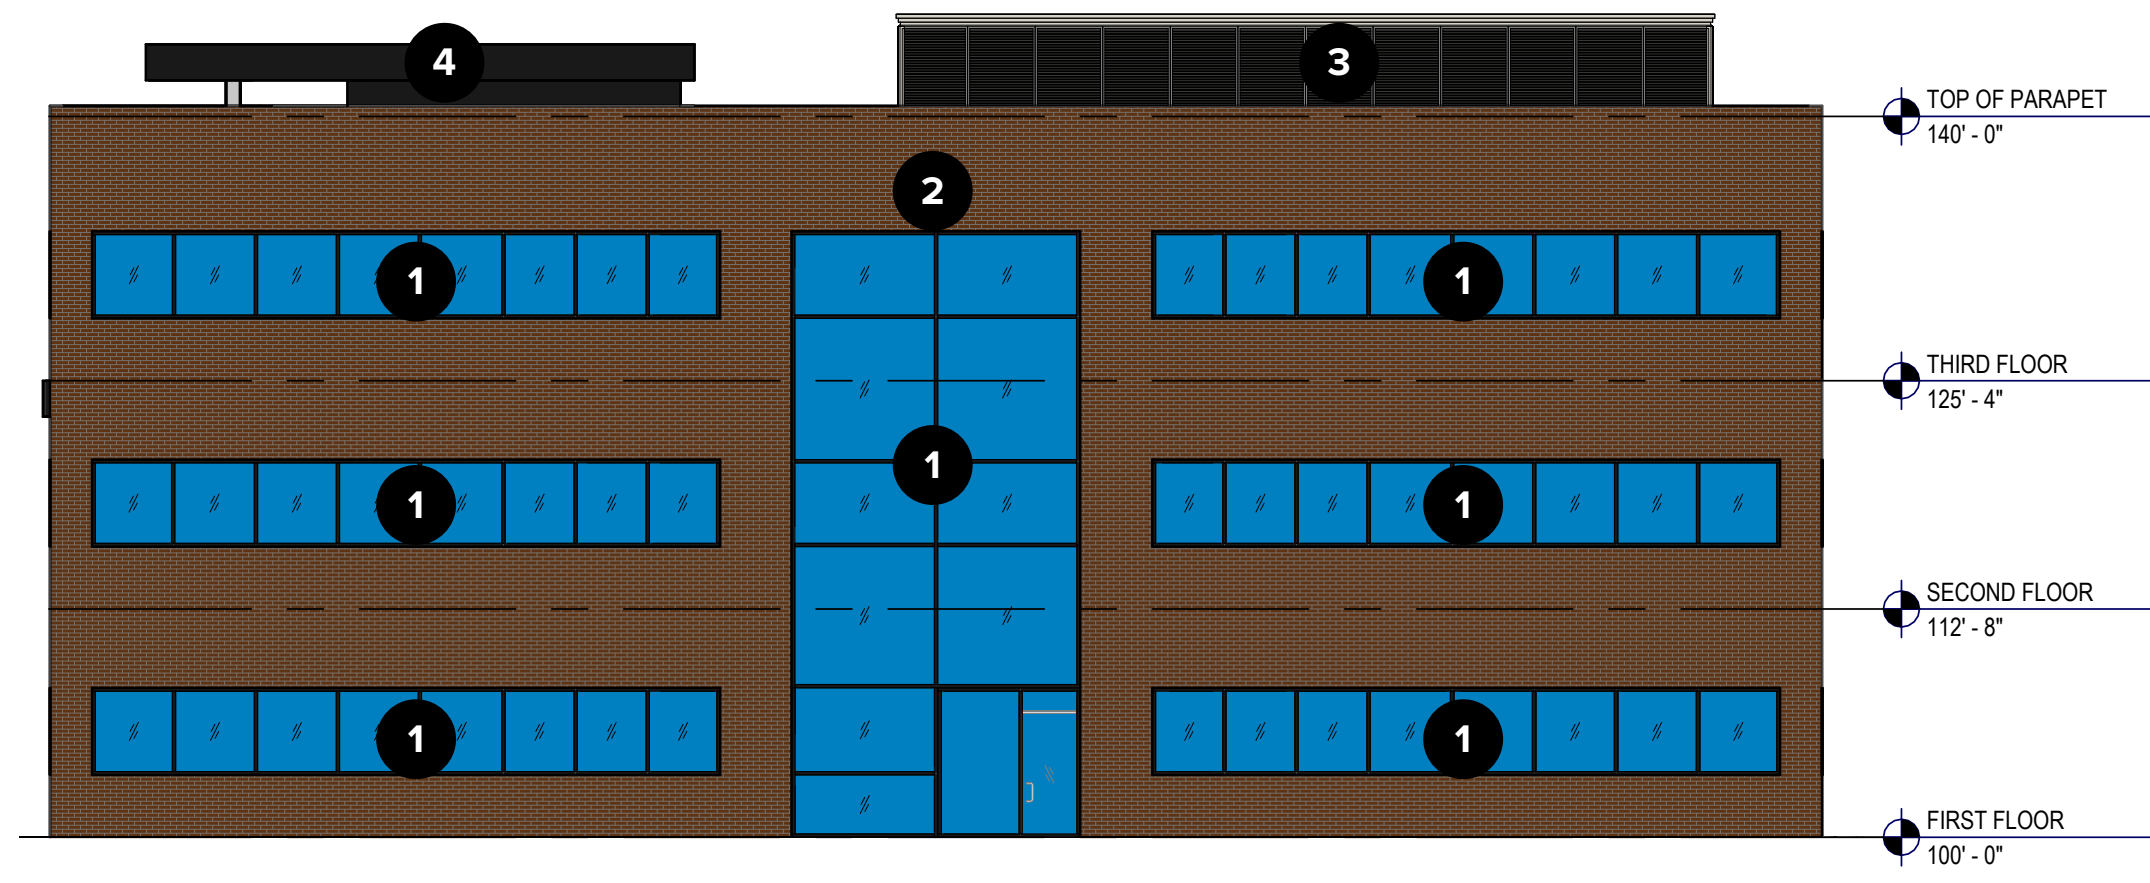 4
3
TOP OF PARAPET
140' - 0"
2
1
1
THIRD FLOOR
125' - 4"
1
1
1
SECOND FLOOR
112' - 8"
1
1
FIRST FLOOR
100' - 0"